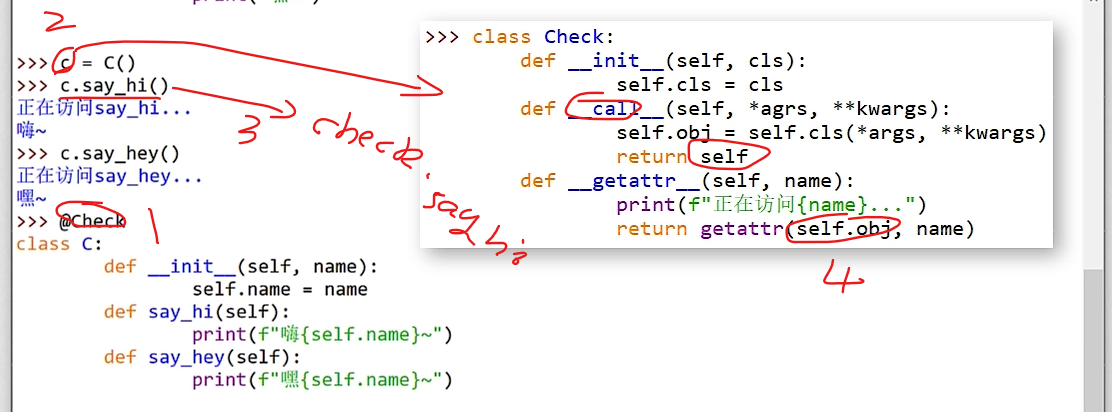 print("嘿~")
2
>>> c = C()
>>> c.say_hi()
正在访问say_hi...
嗨~
>>> c.say_hey()
正在访问say_hey...
嘿~
>>> @Check
class C:
def __init__(self, name):
self.name = name
def say_hi(self):
print(f"嗨{self.name}~")
def say_hey(self):
print(f"嘿{self.name}~")
1
3
check.say hi
>>> class Check:
def __init__(self, cls):
self.cls = cls
def __call__(self, *agrs, **kwargs):
self.obj = self.cls(*args, **kwargs)
return self
def __getattr__(self, name):
print(f"正在访问{name}...")
return getattr(self.obj, name)
4